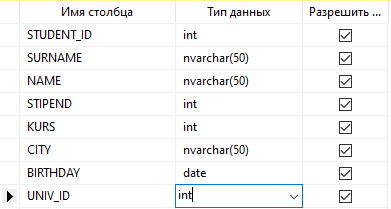 Имя столбца Тип данных Разрешить ...
STUDENT_ID int
SURNAME nvarchar(50)
NAME nvarchar(50)
STIPEND int
KURS int
CITY nvarchar(50)
BIRTHDAY date
UNIV_ID int